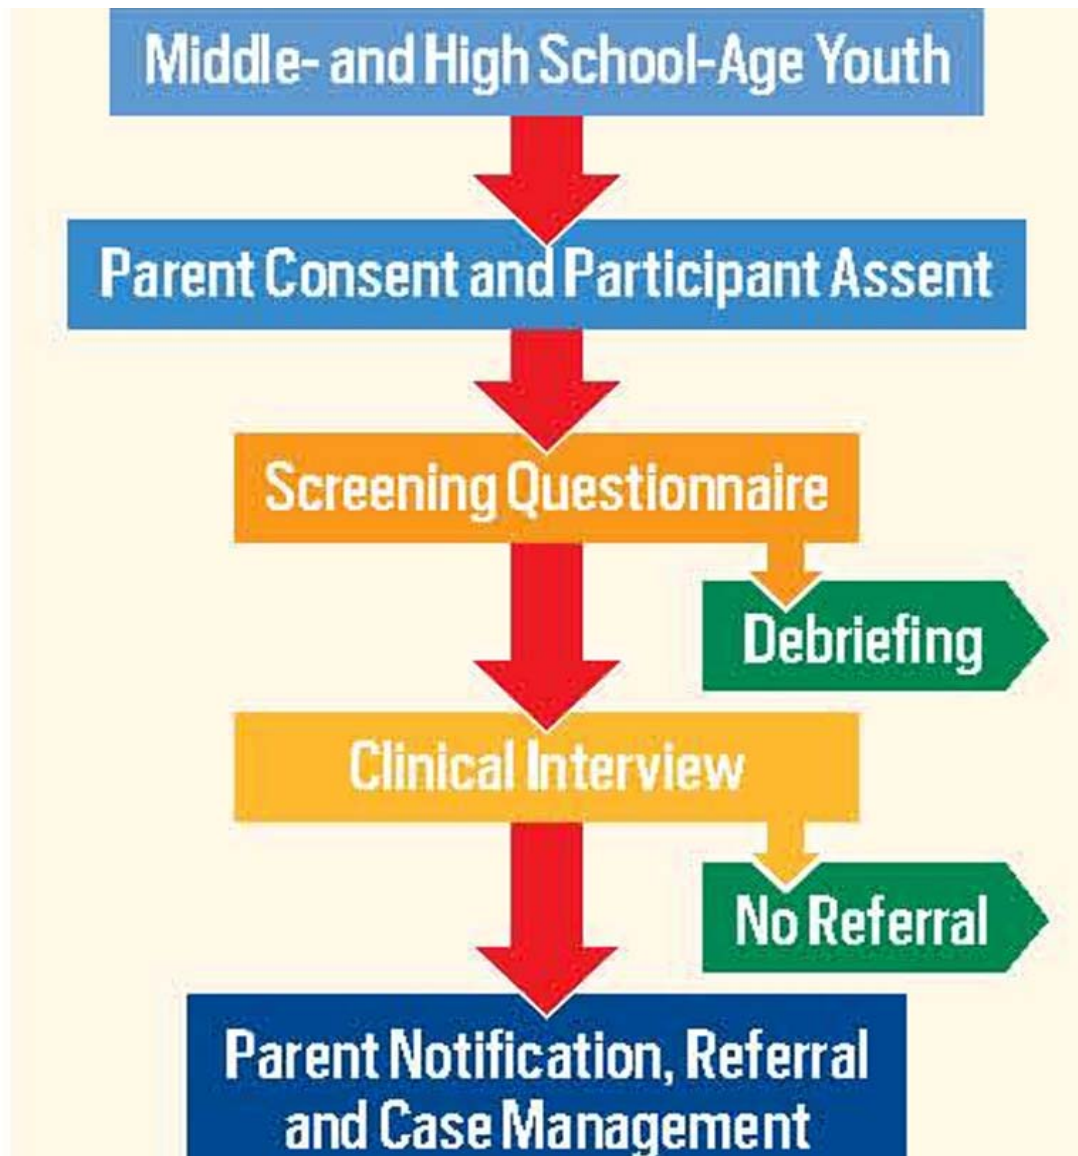 Middle- and High School-Age Youth
Parent Consent and Participant Assent
Screening Questionnaire
Debriefing
Clinical Interview
No Referral
Parent Notification, Referral
and Case Management